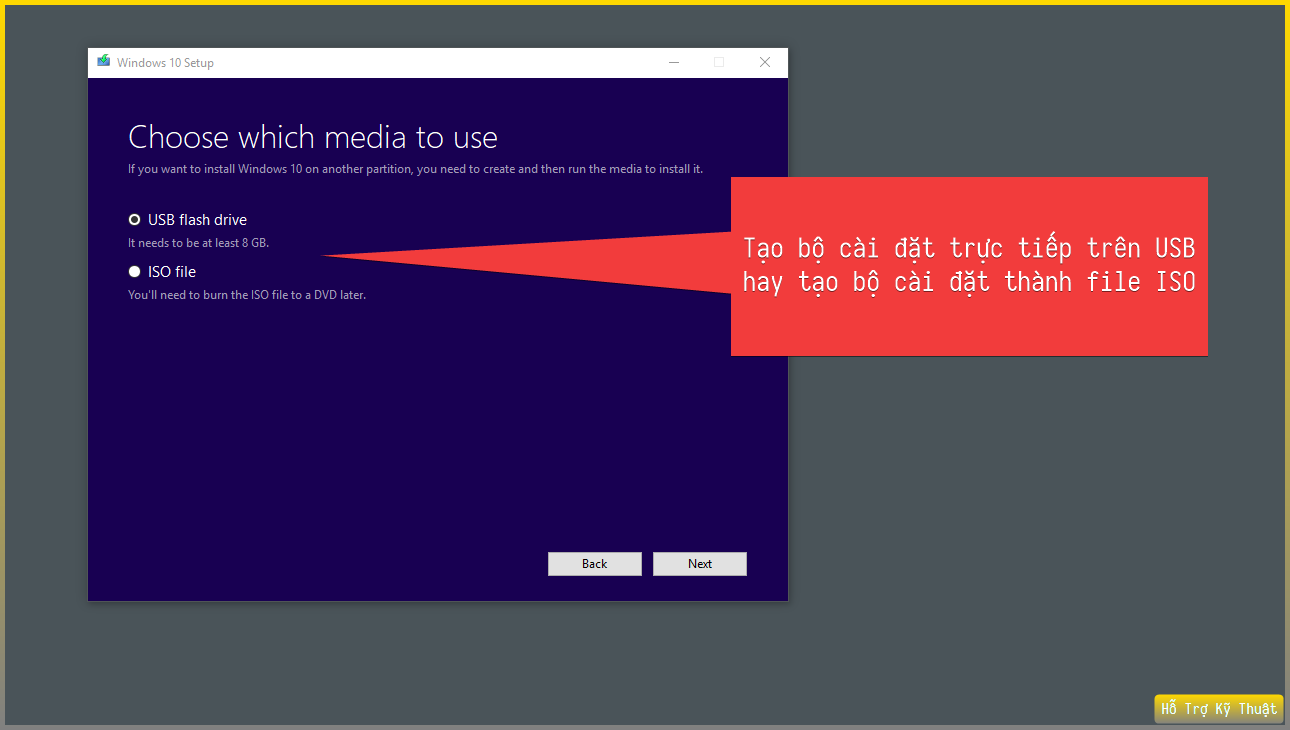 Windows 10 Setup
Choose which media to use
If you want to install Windows 10 on another partition, you need to create and then run the media to install it.
USB flash drive
It needs to be at least 8 GB.
ISO file
You'll need to burn the ISO file to a DVD later.
Tạo bộ cài đặt trực tiếp trên USB
hay tạo bộ cài đặt thành file ISO
Back
Next
Hỗ Trợ Kỹ Thuật